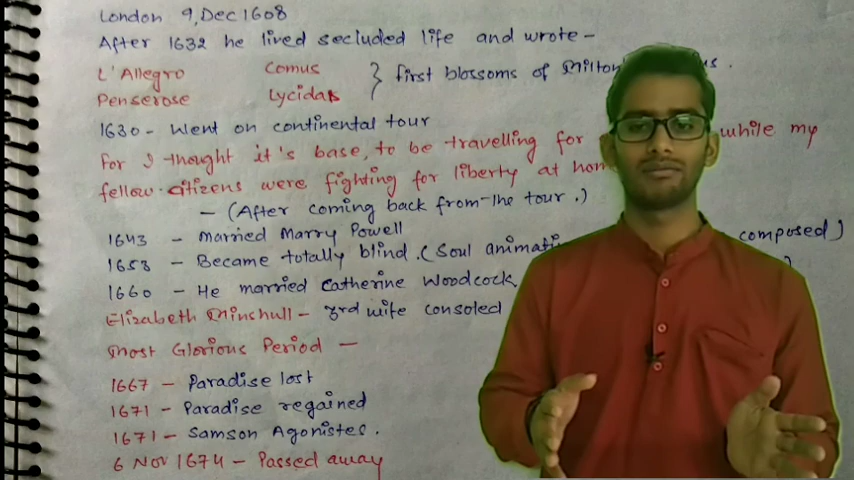 London 9, Dec 1608
After 1632 he lived secluded life and wrote -
L'Allegro Comus } first blossoms of Milton
Penserose Lycidas
1630 - Went on continental tour
For I thought it's base, to be travelling for while my
fellow-citizens were fighting for liberty at
- (After coming back from the tour.)
1643 - Married Marry Powell composed)
1653 - Became totally blind. (Soul
1660 - He married Catherine Woodcock,
Elizabeth Minshull - 3rd wife consoled
Most Glorious Period -
1667 - Paradise lost
1671 - Paradise regained
1671 - Samson Agonistes.
6 Nov 1674 - Passed away